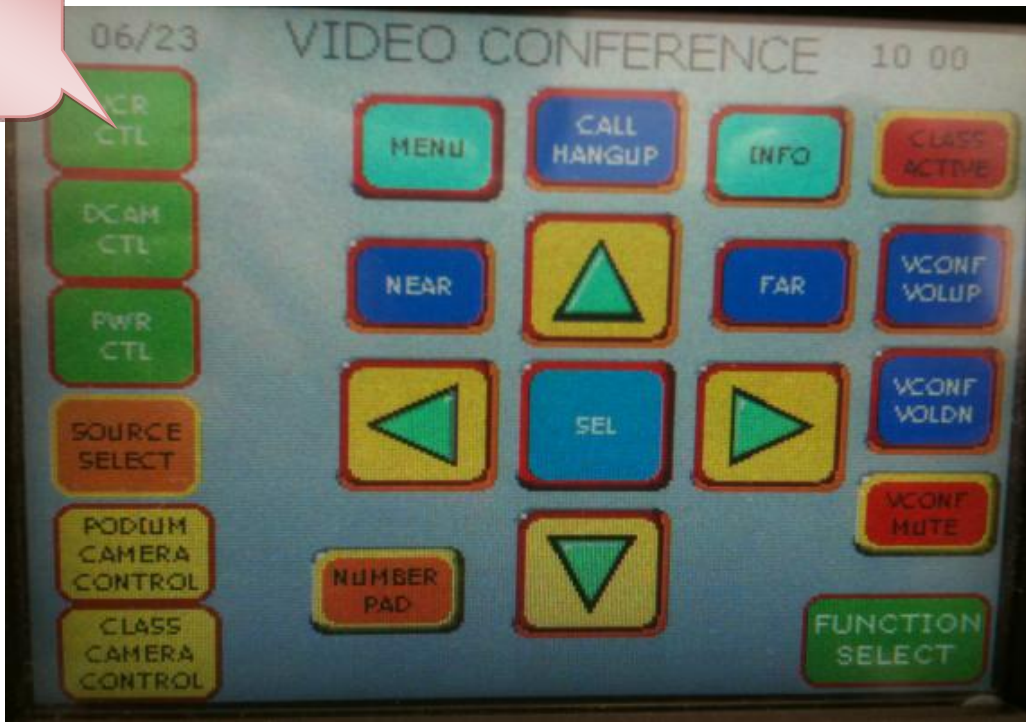 06/23 VIDEO CONFERENCE 10 00
CTL
MENU
CALL
HANGUP
INFO
CLASS
ACTIVE
DCAM
CTL
NEAR
FAR
VCONF
VOLUP
PWR
CTL
SEL
VCONF
VOLDN
SOURCE
SELECT
VCONF
MUTE
PODIUM
CAMERA
CONTROL
NUMBER
PAD
FUNCTION
SELECT
CLASS
CAMERA
CONTROL